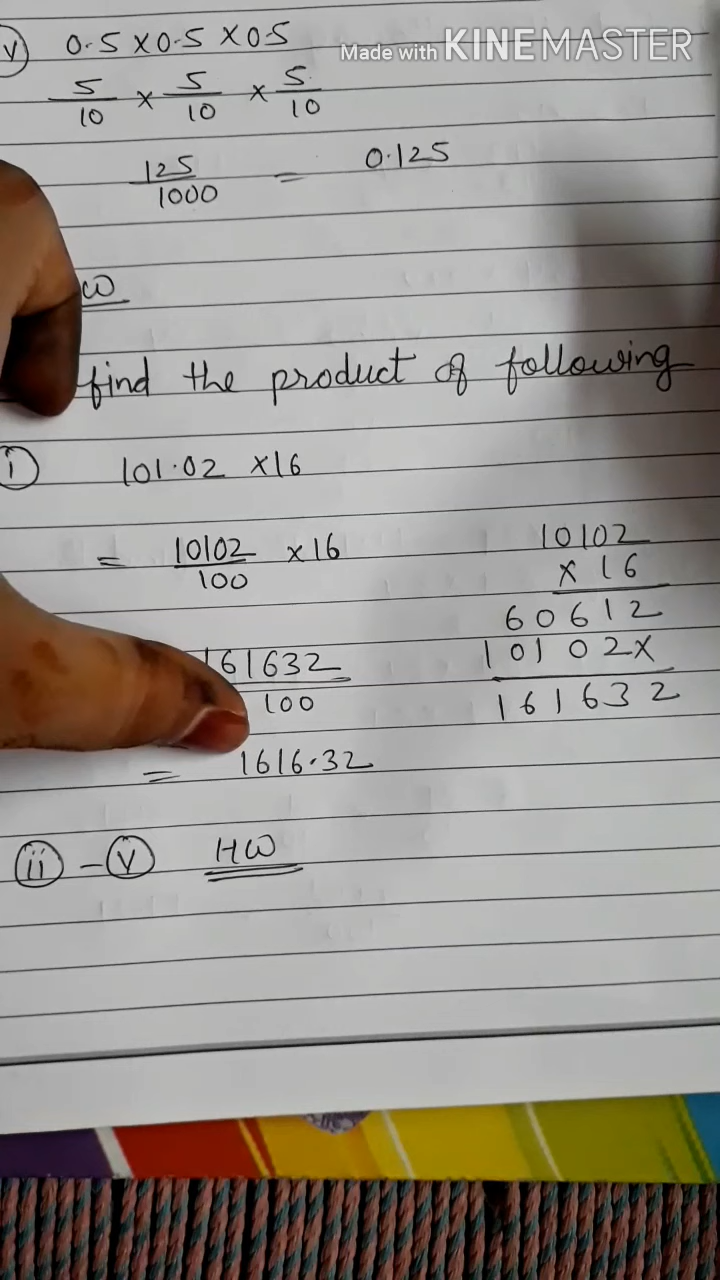 (v) 0.5 × 0.5 × 0.5
Made with KINEMASTER
5/10 × 5/10 × 5/10
125/1000 = 0.125
W
find the product of following
(i) 101.02 × 16
= 10102/100 × 16
161632/100
= 1616.32
10102
× 16
60612
10102×
161632
(ii) - (v) HW